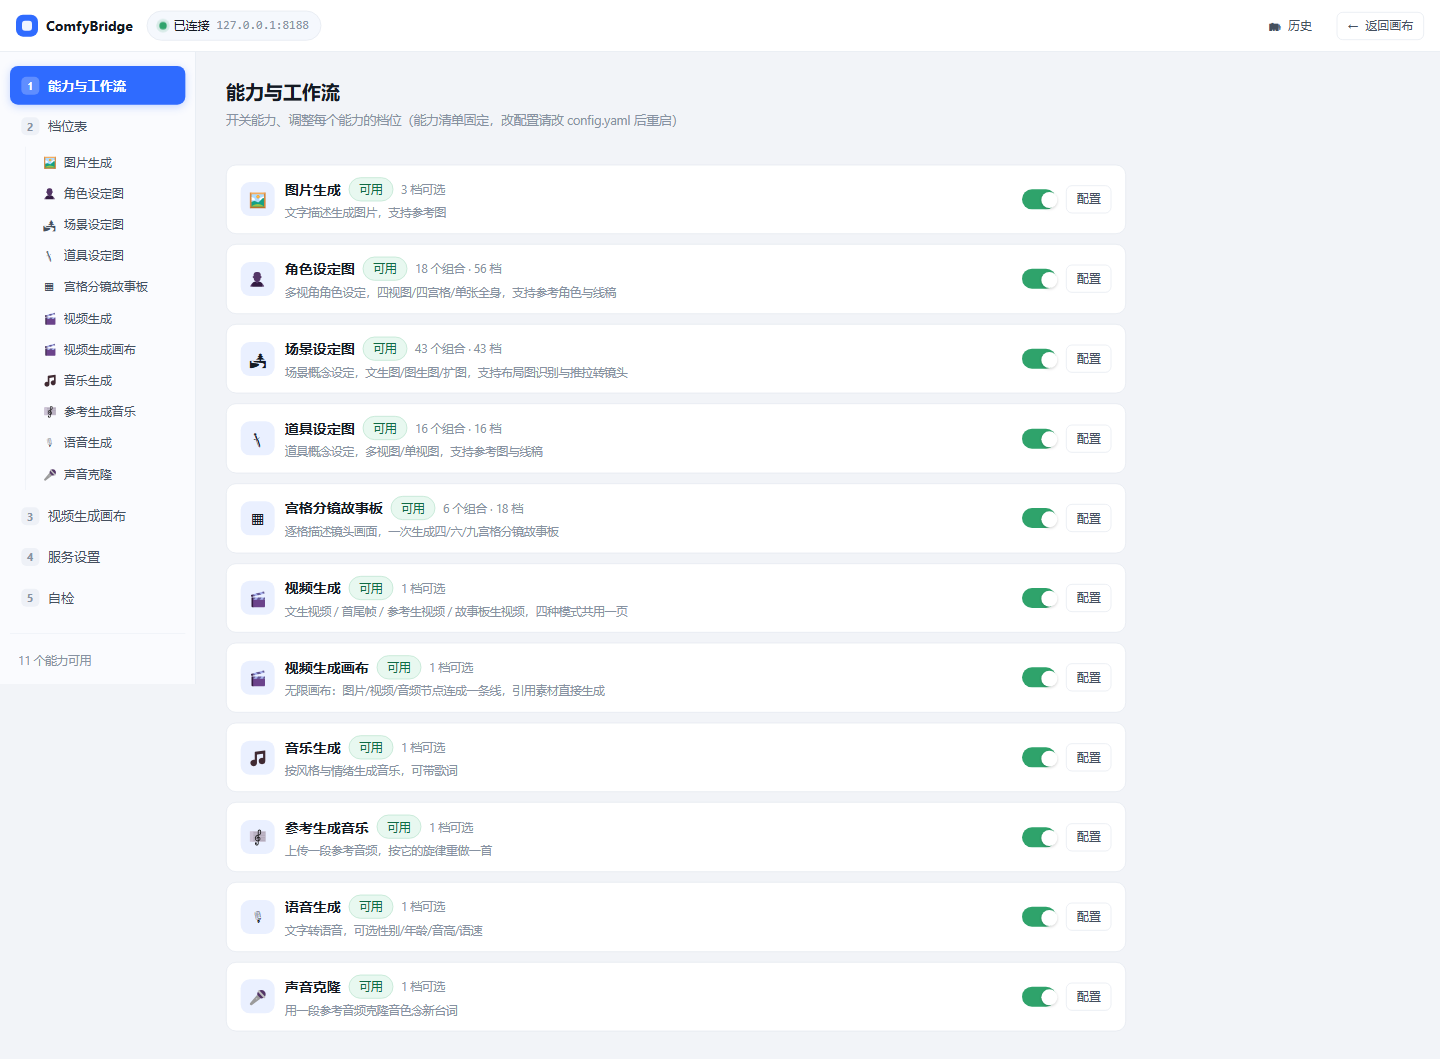 ComfyBridge
已连接 127.0.0.1:8188
历史
← 返回画布
1 能力与工作流
2 档位表
图片生成
角色设定图
场景设定图
道具设定图
宫格分镜故事板
视频生成
视频生成画布
音乐生成
参考生成音乐
语音生成
声音克隆
3 视频生成画布
4 服务设置
5 自检
11 个能力可用
能力与工作流
开关能力、调整每个能力的档位（能力清单固定，改配置请改 config.yaml 后重启）
图片生成 可用 3 档可选
文字描述生成图片，支持参考图
配置
角色设定图 可用 18 个组合 · 56 档
多视角角色设定，四视图/四宫格/单张全身，支持参考角色与线稿
配置
场景设定图 可用 43 个组合 · 43 档
场景概念设定，文生图/图生图/扩图，支持布局图识别与推拉转镜头
配置
道具设定图 可用 16 个组合 · 16 档
道具概念设定，多视图/单视图，支持参考图与线稿
配置
宫格分镜故事板 可用 6 个组合 · 18 档
逐格描述镜头画面，一次生成四/六/九宫格分镜故事板
配置
视频生成 可用 1 档可选
文生视频 / 首尾帧 / 参考生视频 / 故事板生视频，四种模式共用一页
配置
视频生成画布 可用 1 档可选
无限画布：图片/视频/音频节点连成一条线，引用素材直接生成
配置
音乐生成 可用 1 档可选
按风格与情绪生成音乐，可带歌词
配置
参考生成音乐 可用 1 档可选
上传一段参考音频，按它的旋律重做一首
配置
语音生成 可用 1 档可选
文字转语音，可选性别/年龄/音高/语速
配置
声音克隆 可用 1 档可选
用一段参考音频克隆音色念新台词
配置